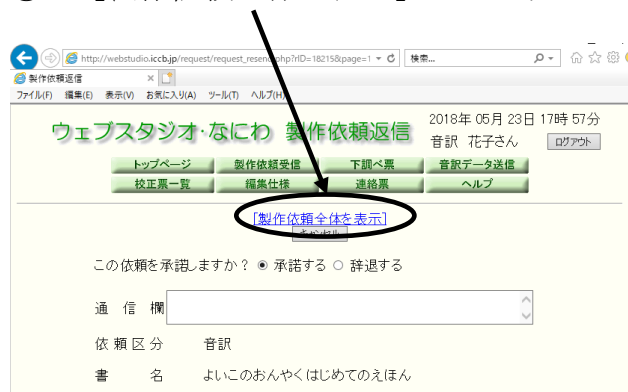 http://webstudio.iccb.jp/request/request_resend.php?rID=18215&page=1
検索...
製作依頼返信
ファイル(F) 編集(E) 表示(V) お気に入り(A) ツール(T) ヘルプ(H)
ウェブスタジオ・なにわ 製作依頼返信
2018年 05月 23日 17時 57分
音訳 花子さん ログアウト
トップページ 製作依頼受信 下調べ票 音訳データ送信
校正票一覧 編集仕様 連絡票 ヘルプ
[製作依頼全体を表示]
キャンセル
この依頼を承諾しますか? 承諾する 辞退する
通信欄
依頼区分 音訳
書名 よいこのおんやくはじめてのえほん